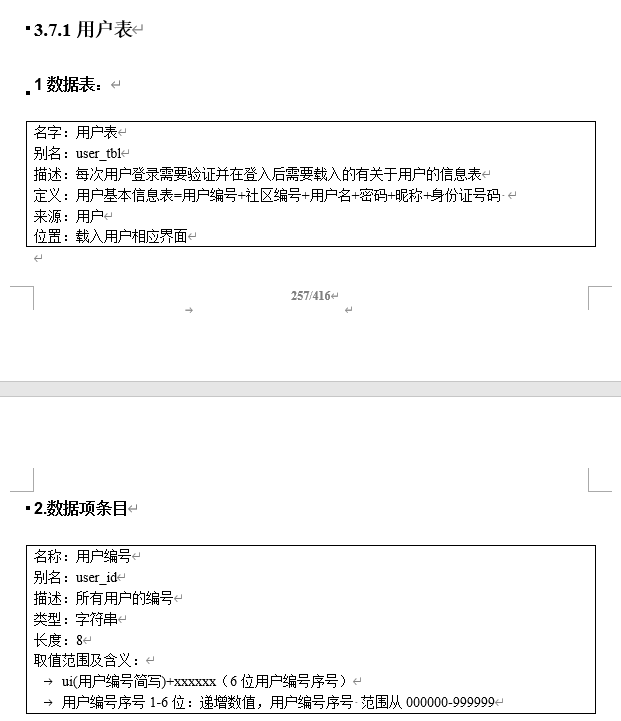 3.7.1 用户表
1 数据表：
名字：用户表
别名：user_tbl
描述：每次用户登录需要验证并在登入后需要载入的有关于用户的信息表
定义：用户基本信息表=用户编号+社区编号+用户名+密码+昵称+身份证号码
来源：用户
位置：载入用户相应界面
257/416
2.数据项条目
名称：用户编号
别名：user_id
描述：所有用户的编号
类型：字符串
长度：8
取值范围及含义：
ui(用户编号简写)+xxxxxx（6 位用户编号序号）
用户编号序号 1-6 位：递增数值，用户编号序号 范围从 000000-999999